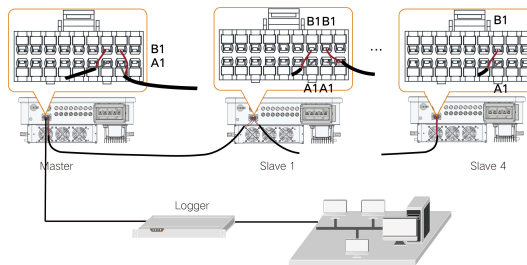 B1
A1
B1B1
A1A1
...
B1
A1
Master
Slave 1
Slave 4
Logger